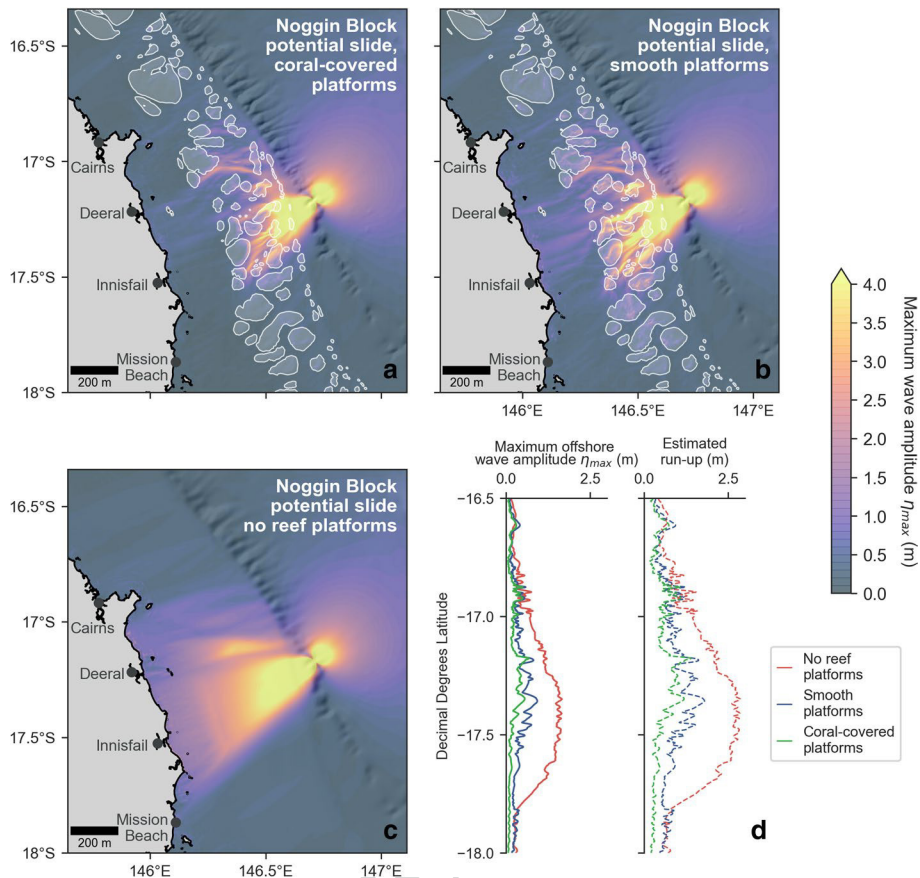 Noggin Block
potential slide,
coral-covered
platforms
16.5°S
17°S
17.5°S
18°S
Cairns
Deeral
Innisfail
Mission
Beach
200 m
a
Noggin Block
potential slide,
smooth platforms
Cairns
Deeral
Innisfail
Mission
Beach
200 m
b
146°E
146.5°E
147°E
4.0
3.5
3.0
2.5
2.0
1.5
1.0
0.5
0.0
Maximum wave amplitude ηmax (m)
Noggin Block
potential slide
no reef platforms
16.5°S
17°S
17.5°S
18°S
Cairns
Deeral
Innisfail
Mission
Beach
200 m
c
146°E
146.5°E
147°E
Maximum offshore
wave amplitude ηmax (m)
0.0
2.5
Estimated
run-up (m)
0.0
2.5
−16.5
−17.0
−17.5
−18.0
Decimal Degrees Latitude
d
No reef
platforms
Smooth
platforms
Coral-covered
platforms